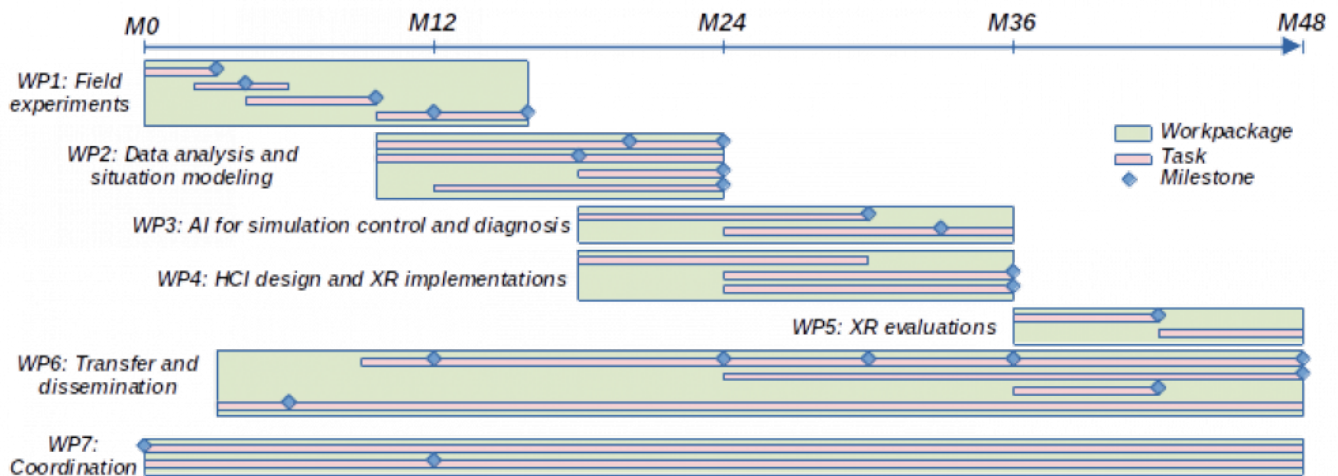 M0 M12 M24 M36 M48
WP1: Field
experiments
WP2: Data analysis and
situation modeling
Workpackage
Task
Milestone
WP3: AI for simulation control and diagnosis
WP4: HCI design and XR implementations
WP5: XR evaluations
WP6: Transfer and
dissemination
WP7:
Coordination